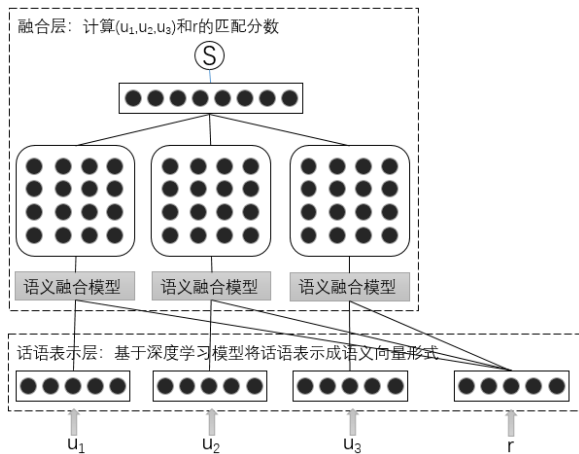 融合层：计算(u₁,u₂,u₃)和r的匹配分数
S
语义融合模型 语义融合模型 语义融合模型
话语表示层：基于深度学习模型将话语表示成语义向量形式
u₁ u₂ u₃ r